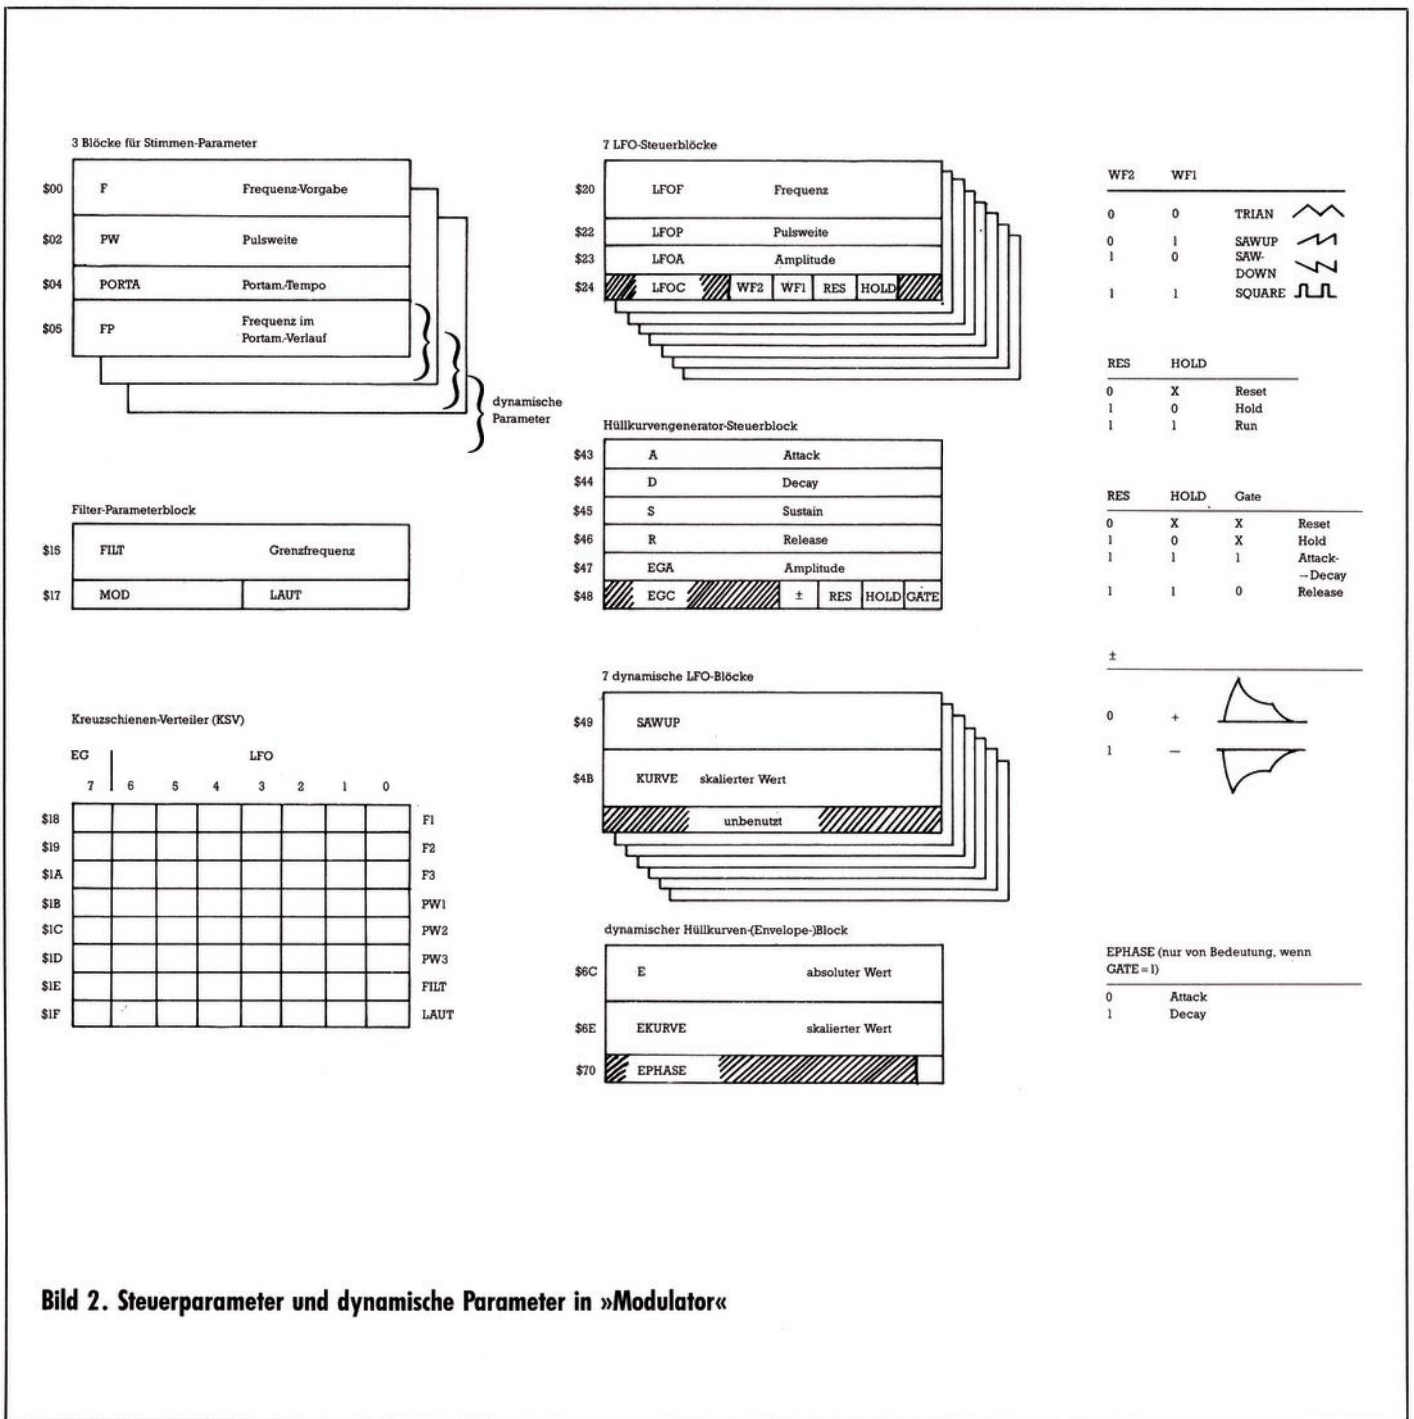 3 Blöcke für Stimmen-Parameter
$00 F Frequenz-Vorgabe
$02 PW Pulsweite
$04 PORTA Portam.-Tempo
$05 FP Frequenz im
Portam.-Verlauf
dynamische
Parameter
Filter-Parameterblock
$15 FILT Grenzfrequenz
$17 MOD LAUT
Kreuzschienen-Verteiler (KSV)
EG LFO
7 6 5 4 3 2 1 0
$18 F1
$19 F2
$1A F3
$1B PW1
$1C PW2
$1D PW3
$1E FILT
$1F LAUT
7 LFO-Steuerblöcke
$20 LFOF Frequenz
$22 LFOP Pulsweite
$23 LFOA Amplitude
$24 LFOC WF2 WF1 RES HOLD
Hüllkurvengenerator-Steuerblock
$43 A Attack
$44 D Decay
$45 S Sustain
$46 R Release
$47 EGA Amplitude
$48 EGC ± RES HOLD GATE
7 dynamische LFO-Blöcke
$49 SAWUP
$4B KURVE skalierter Wert
unbenutzt
dynamischer Hüllkurven-(Envelope-)Block
$6C E absoluter Wert
$6E EKURVE skalierter Wert
$70 EPHASE
WF2 WF1
0 0 TRIAN
0 1 SAWUP
1 0 SAW-
DOWN
1 1 SQUARE
RES HOLD
0 X Reset
1 0 Hold
1 1 Run
RES HOLD Gate
0 X X Reset
1 0 X Hold
1 1 1 Attack-
–Decay
1 1 0 Release
±
0 +
1 —
EPHASE (nur von Bedeutung, wenn
GATE=1)
0 Attack
1 Decay
Bild 2. Steuerparameter und dynamische Parameter in »Modulator«